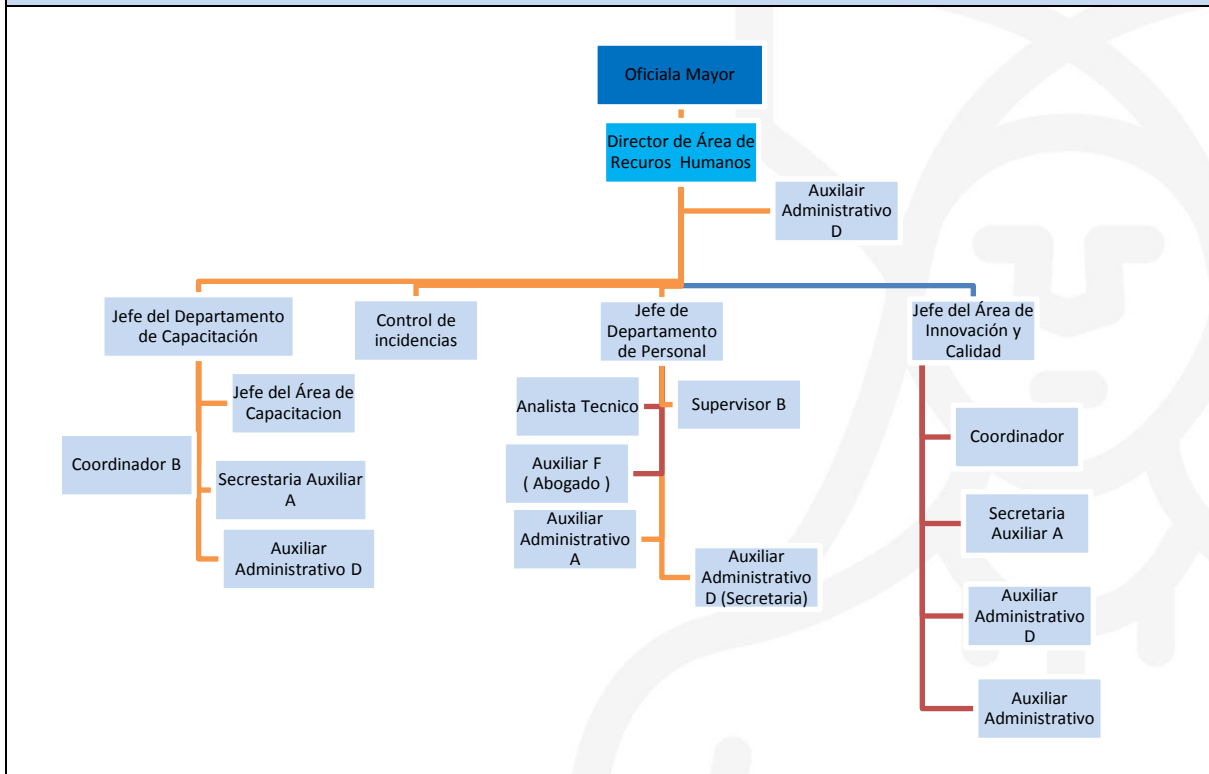 Oficiala Mayor
Director de Área de
Recuros Humanos
Auxilair
Administrativo
D
Jefe del Departamento
de Capacitación
Control de
incidencias
Jefe de
Departamento
de Personal
Jefe del Área de
Innovación y
Calidad
Jefe del Área de
Capacitacion
Coordinador B
Secrestaria Auxiliar
A
Auxiliar
Administrativo D
Analista Tecnico
Supervisor B
Auxiliar F
( Abogado )
Auxiliar
Administrativo
A
Auxiliar
Administrativo
D (Secretaria)
Coordinador
Secretaria
Auxiliar A
Auxiliar
Administrativo
D
Auxiliar
Administrativo